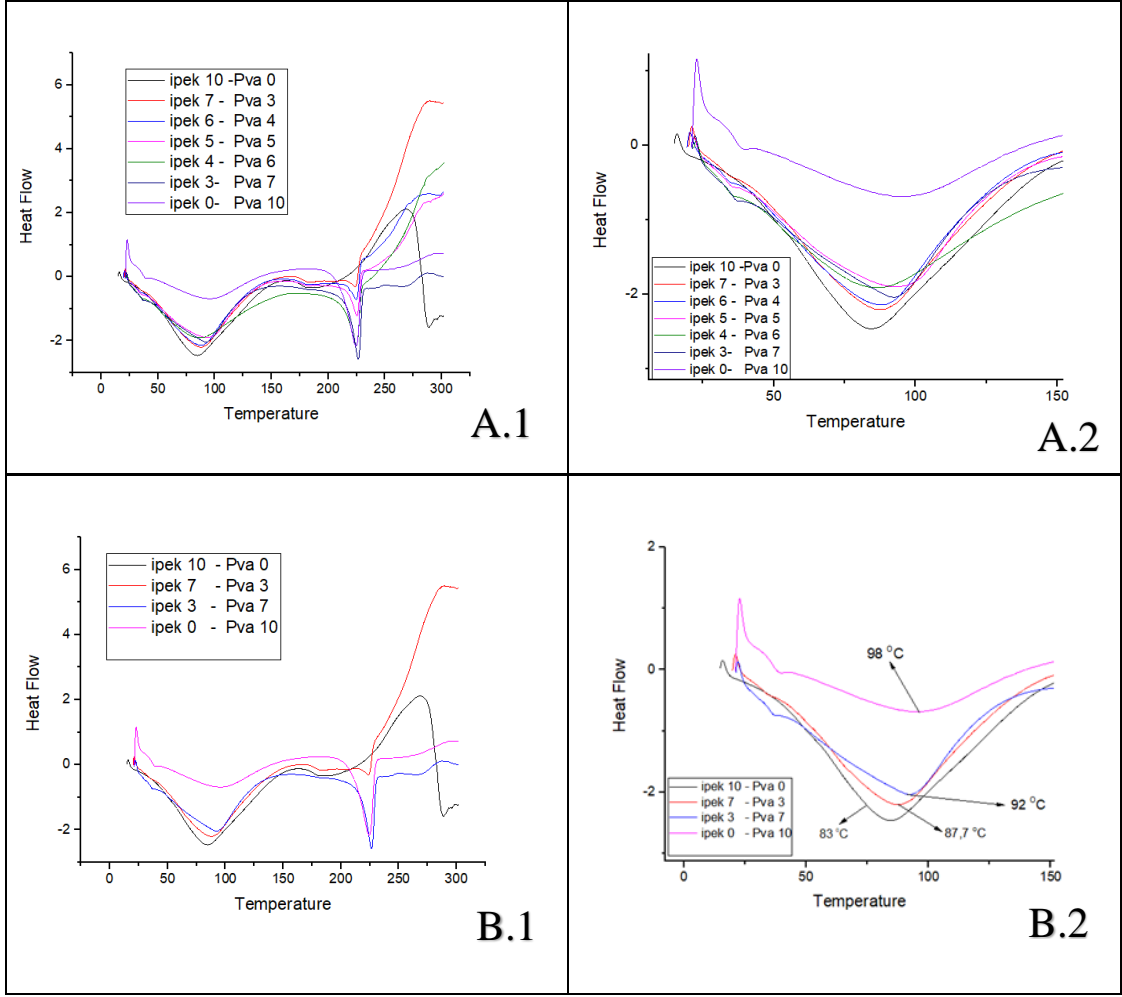 6
4
2
0
-2
Heat Flow
ipek 10 -Pva 0
ipek 7 - Pva 3
ipek 6 - Pva 4
ipek 5 - Pva 5
ipek 4 - Pva 6
ipek 3- Pva 7
ipek 0- Pva 10
0 50 100 150 200 250 300
Temperature
A.1
0
-2
Heat Flow
ipek 10 -Pva 0
ipek 7 - Pva 3
ipek 6 - Pva 4
ipek 5 - Pva 5
ipek 4 - Pva 6
ipek 3- Pva 7
ipek 0- Pva 10
50 100 150
Temperature
A.2
6
4
2
0
-2
Heat Flow
ipek 10 - Pva 0
ipek 7 - Pva 3
ipek 3 - Pva 7
ipek 0 - Pva 10
0 50 100 150 200 250 300
Temperature
B.1
2
0
-2
Heat Flow
98 °C
ipek 10 - Pva 0
ipek 7 - Pva 3
ipek 3 - Pva 7
ipek 0 - Pva 10
92 °C
83 °C
87,7 °C
0 50 100 150
Temperature
B.2